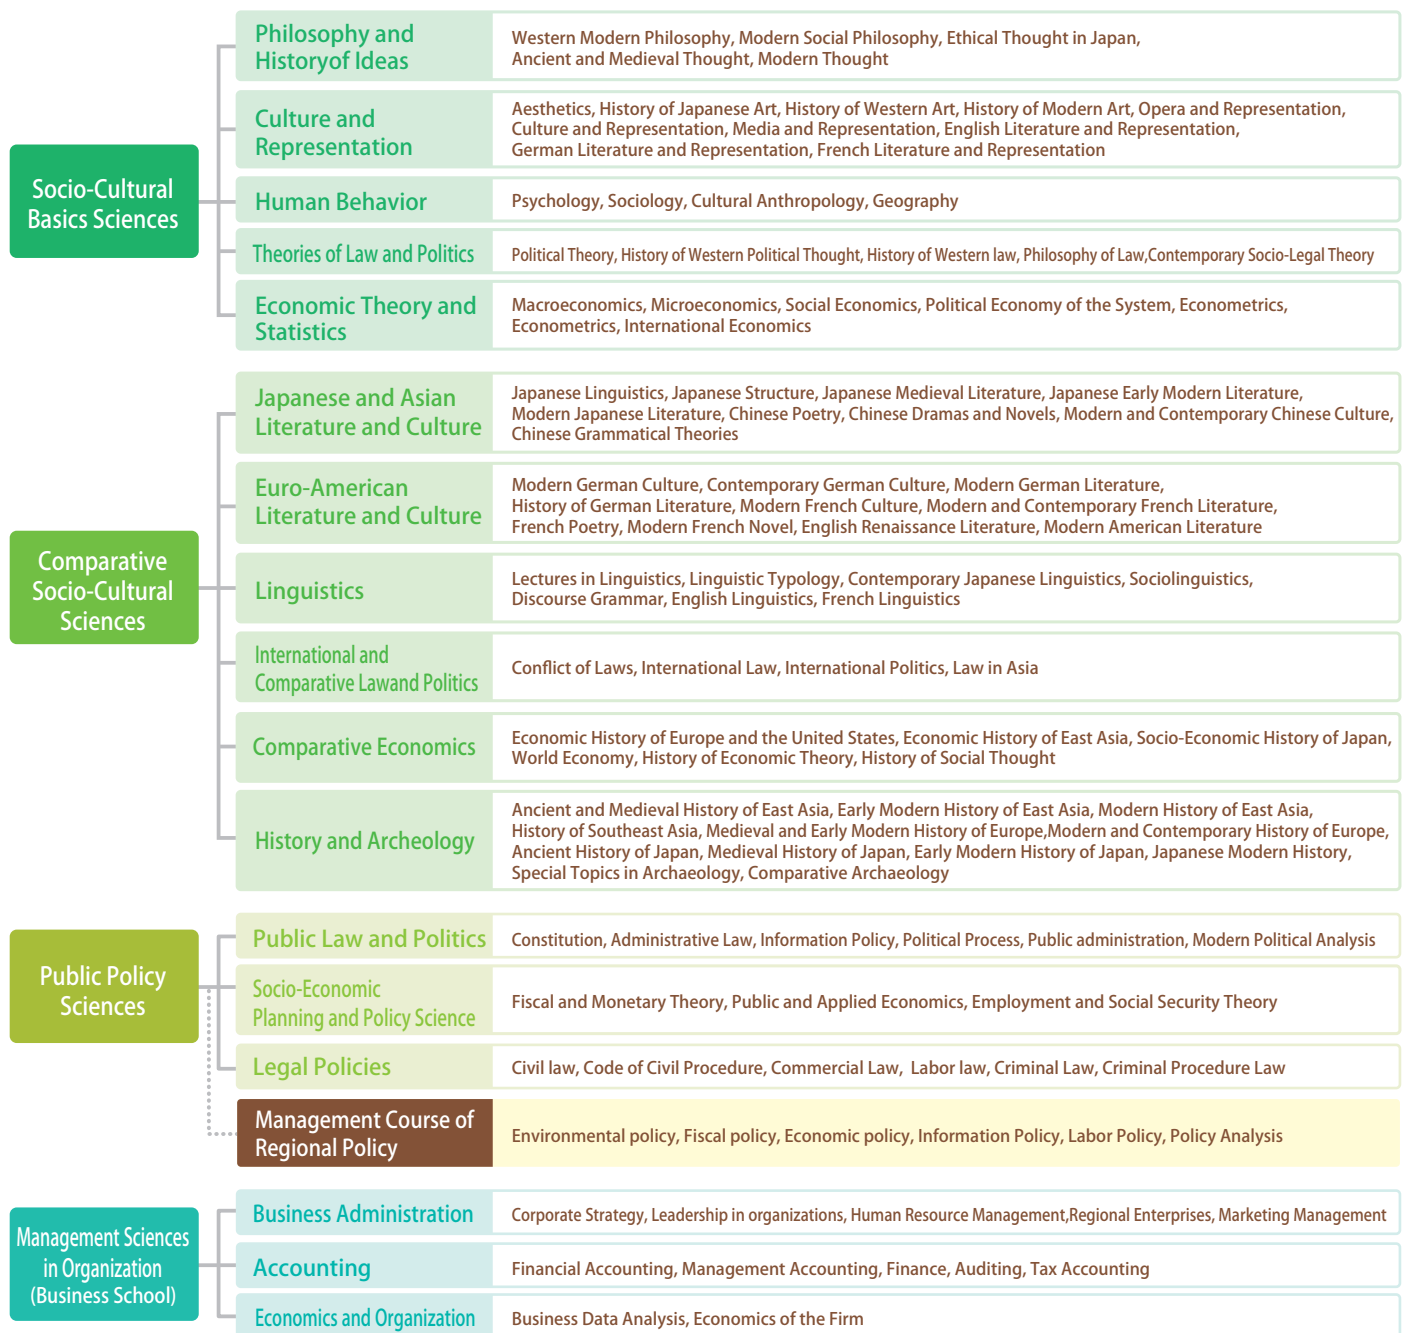 Socio-Cultural
Basics Sciences
Philosophy and
Historyof Ideas
Western Modern Philosophy, Modern Social Philosophy, Ethical Thought in Japan,
Ancient and Medieval Thought, Modern Thought
Culture and
Representation
Aesthetics, History of Japanese Art, History of Western Art, History of Modern Art, Opera and Representation,
Culture and Representation, Media and Representation, English Literature and Representation,
German Literature and Representation, French Literature and Representation
Human Behavior
Psychology, Sociology, Cultural Anthropology, Geography
Theories of Law and Politics
Political Theory, History of Western Political Thought, History of Western law, Philosophy of Law,Contemporary Socio-Legal Theory
Economic Theory and
Statistics
Macroeconomics, Microeconomics, Social Economics, Political Economy of the System, Econometrics,
Econometrics, International Economics
Comparative
Socio-Cultural
Sciences
Japanese and Asian
Literature and Culture
Japanese Linguistics, Japanese Structure, Japanese Medieval Literature, Japanese Early Modern Literature,
Modern Japanese Literature, Chinese Poetry, Chinese Dramas and Novels, Modern and Contemporary Chinese Culture,
Chinese Grammatical Theories
Euro-American
Literature and Culture
Modern German Culture, Contemporary German Culture, Modern German Literature,
History of German Literature, Modern French Culture, Modern and Contemporary French Literature,
French Poetry, Modern French Novel, English Renaissance Literature, Modern American Literature
Linguistics
Lectures in Linguistics, Linguistic Typology, Contemporary Japanese Linguistics, Sociolinguistics,
Discourse Grammar, English Linguistics, French Linguistics
International and
Comparative Lawand Politics
Conflict of Laws, International Law, International Politics, Law in Asia
Comparative Economics
Economic History of Europe and the United States, Economic History of East Asia, Socio-Economic History of Japan,
World Economy, History of Economic Theory, History of Social Thought
History and Archeology
Ancient and Medieval History of East Asia, Early Modern History of East Asia, Modern History of East Asia,
History of Southeast Asia, Medieval and Early Modern History of Europe,Modern and Contemporary History of Europe,
Ancient History of Japan, Medieval History of Japan, Early Modern History of Japan, Japanese Modern History,
Special Topics in Archaeology, Comparative Archaeology
Public Policy
Sciences
Public Law and Politics
Constitution, Administrative Law, Information Policy, Political Process, Public administration, Modern Political Analysis
Socio-Economic
Planning and Policy Science
Fiscal and Monetary Theory, Public and Applied Economics, Employment and Social Security Theory
Legal Policies
Civil law, Code of Civil Procedure, Commercial Law, Labor law, Criminal Law, Criminal Procedure Law
Management Course of
Regional Policy
Environmental policy, Fiscal policy, Economic policy, Information Policy, Labor Policy, Policy Analysis
Management Sciences
in Organization
(Business School)
Business Administration
Corporate Strategy, Leadership in organizations, Human Resource Management,Regional Enterprises, Marketing Management
Accounting
Financial Accounting, Management Accounting, Finance, Auditing, Tax Accounting
Economics and Organization
Business Data Analysis, Economics of the Firm